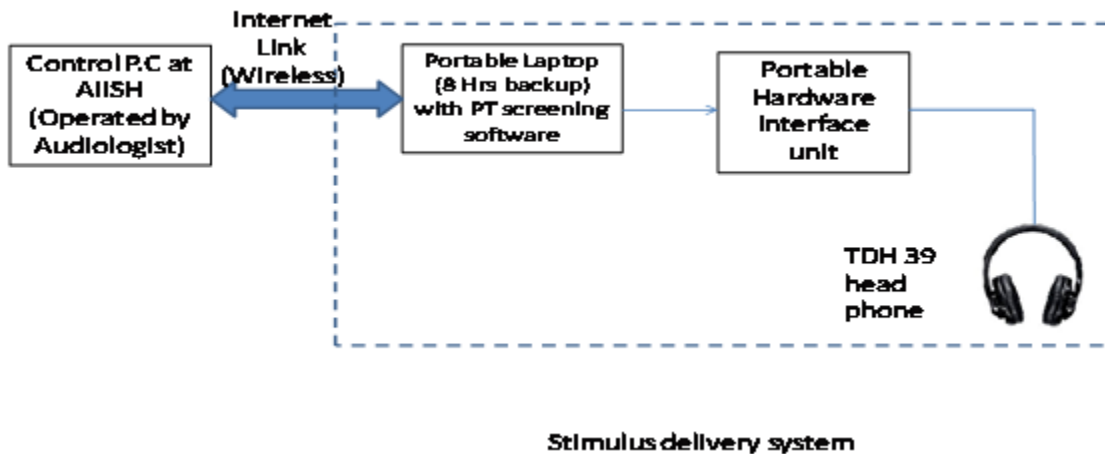 Internet
Link
(Wireless)
Control P.C at
AIISH
(Operated by
Audiologist)
Portable Laptop
(8 Hrs backup)
with PT screening
software
Portable
Hardware
Interface
unit
TDH 39
head
phone
Stimulus delivery system